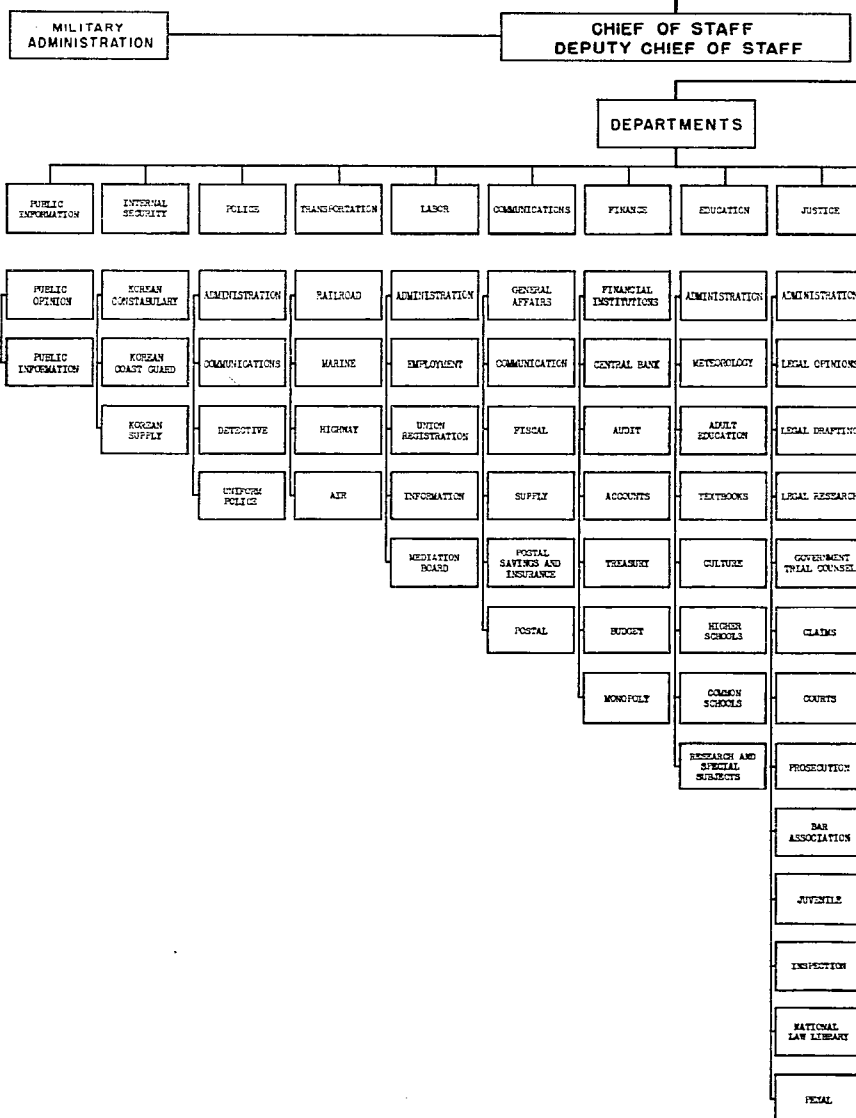 MILITARY
ADMINISTRATION
CHIEF OF STAFF
DEPUTY CHIEF OF STAFF
DEPARTMENTS
PUBLIC
INFORMATION
INTERNAL
SECURITY
POLICE
TRANSPORTATION
LABOR
COMMUNICATIONS
FINANCE
EDUCATION
JUSTICE
PUBLIC
OPINION
KOREAN
CONSTABULARY
ADMINISTRATION
RAILROAD
ADMINISTRATION
GENERAL
AFFAIRS
FINANCIAL
INSTITUTIONS
ADMINISTRATION
ADMINISTRATION
PUBLIC
INFORMATION
KOREAN
COAST GUARD
COMMUNICATIONS
MARINE
EMPLOYMENT
COMMUNICATION
CENTRAL BANK
METEOROLOGY
LEGAL OPINIONS
KOREAN
SUPPLY
DETECTIVE
HIGHWAY
UNION
REGISTRATION
FISCAL
AUDIT
ADULT
EDUCATION
LEGAL DRAFTING
UNIFORM
POLICE
AIR
INFORMATION
SUPPLY
ACCOUNTS
TEXTBOOKS
LEGAL RESEARCH
MEDIATION
BOARD
POSTAL
SAVINGS AND
INSURANCE
TREASURY
CULTURE
GOVERNMENT
TRIAL COUNSEL
POSTAL
BUDGET
HIGHER
SCHOOLS
CLAIMS
MONOPOLY
COMMON
SCHOOLS
COURTS
RESEARCH AND
SPECIAL
SUBJECTS
PROSECUTION
BAR
ASSOCIATION
JUVENILE
INSPECTION
NATIONAL
LAW LIBRARY
PENAL